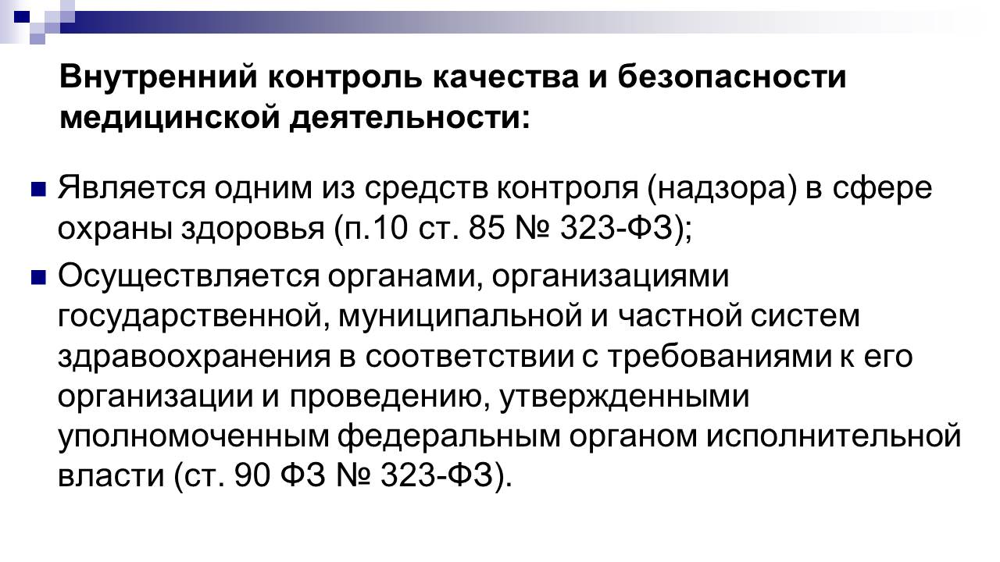 Внутренний контроль качества и безопасности
медицинской деятельности:
Является одним из средств контроля (надзора) в сфере
охраны здоровья (п.10 ст. 85 № 323-ФЗ);
Осуществляется органами, организациями
государственной, муниципальной и частной систем
здравоохранения в соответствии с требованиями к его
организации и проведению, утвержденными
уполномоченным федеральным органом исполнительной
власти (ст. 90 ФЗ № 323-ФЗ).